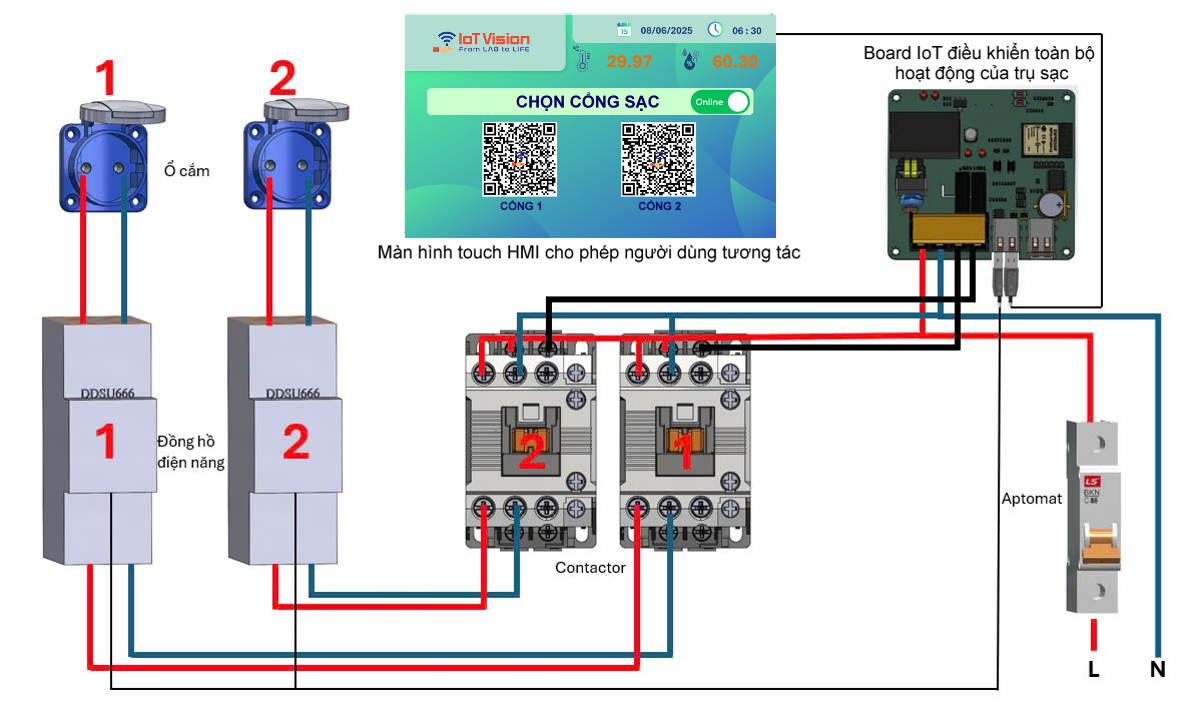 1
2
Ổ cắm
IoT Vision
From LAB to LIFE
15
08/06/2025
06 : 30
°C
29.97
%
60.30
CHỌN CỔNG SẠC
Online
CỔNG 1
CỔNG 2
Màn hình touch HMI cho phép người dùng tương tác
Board IoT điều khiển toàn bộ
hoạt động của trụ sạc
DDSU666
DDSU666
1
2
Đồng hồ
điện năng
2
1
Contactor
Aptomat
LS
BKN
L
N